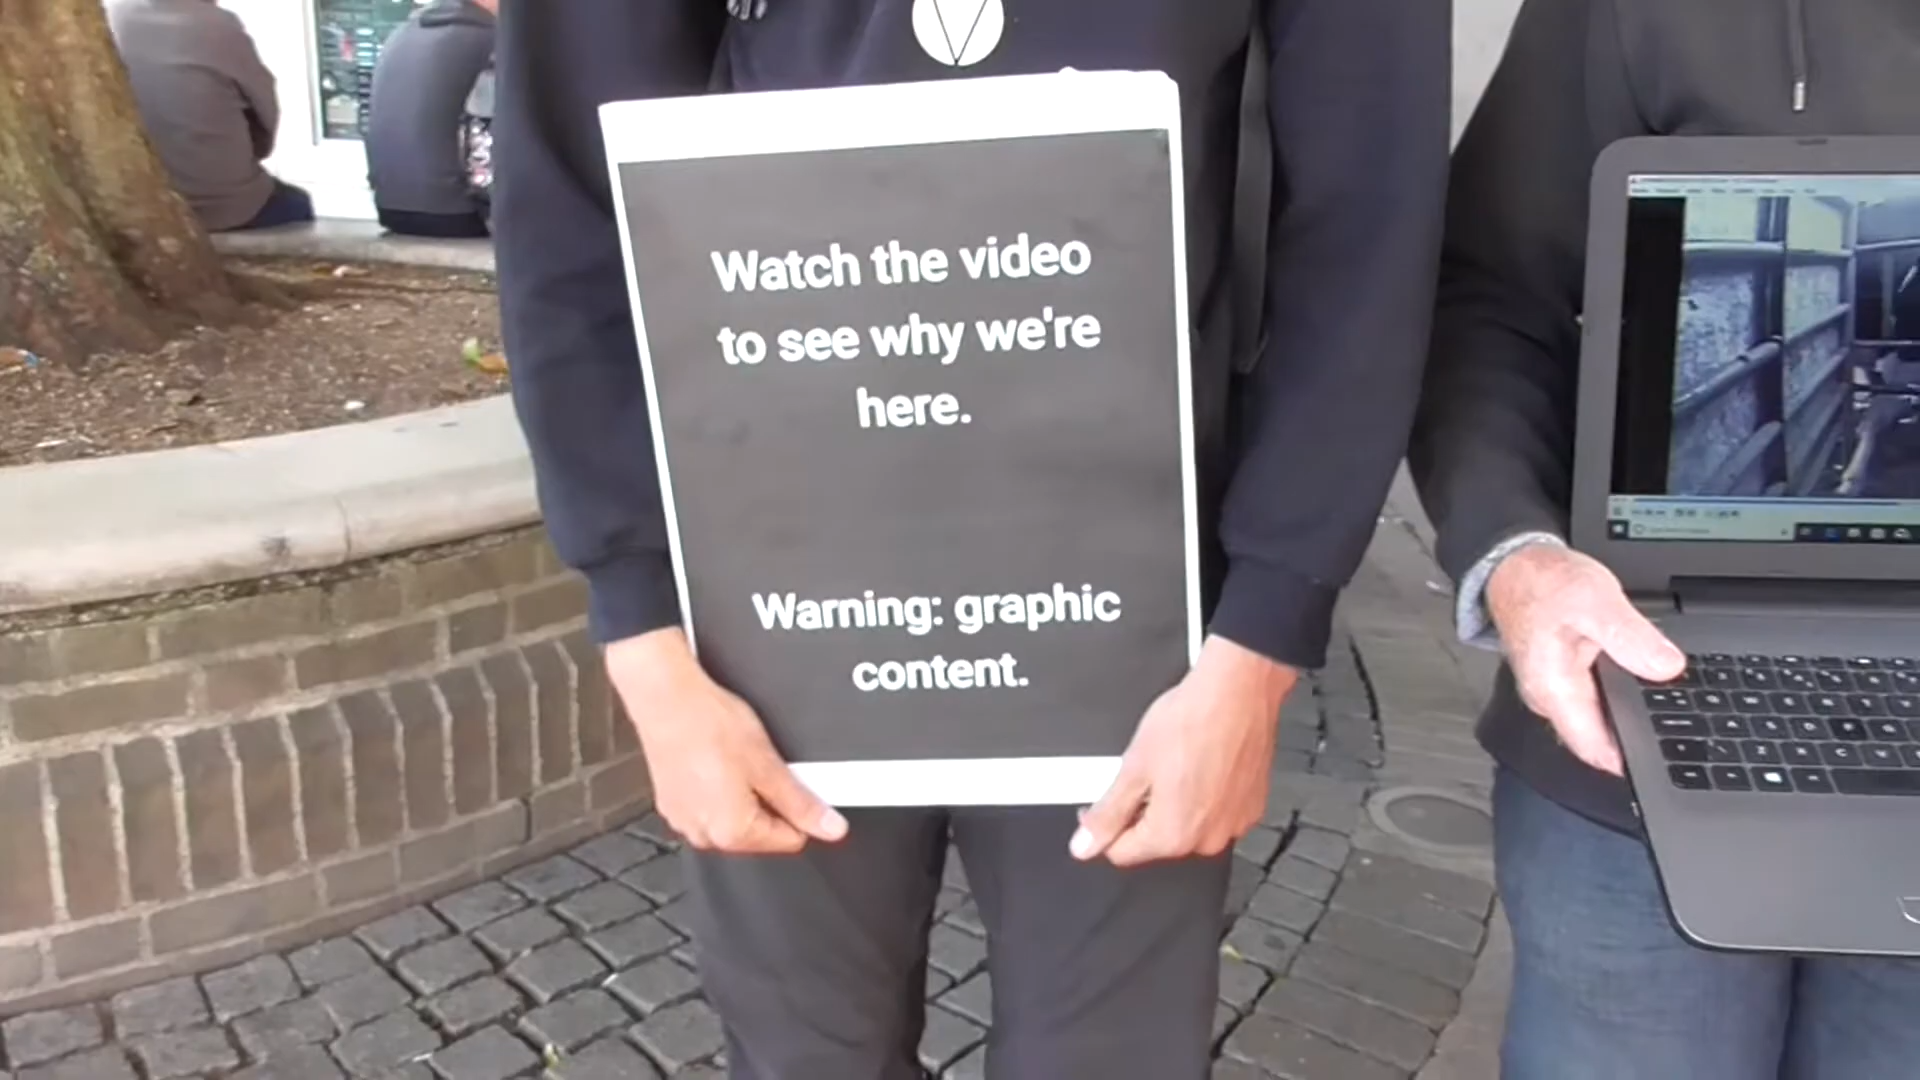 Watch the video
to see why we're
here.
Warning: graphic
content.